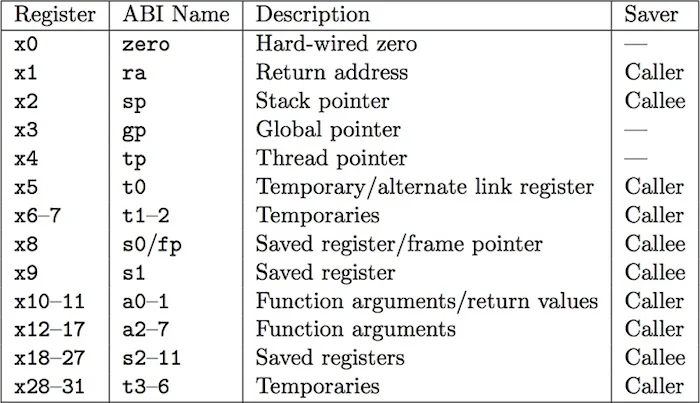 Register ABI Name Description Saver
x0 zero Hard-wired zero —
x1 ra Return address Caller
x2 sp Stack pointer Callee
x3 gp Global pointer —
x4 tp Thread pointer —
x5 t0 Temporary/alternate link register Caller
x6–7 t1–2 Temporaries Caller
x8 s0/fp Saved register/frame pointer Callee
x9 s1 Saved register Callee
x10–11 a0–1 Function arguments/return values Caller
x12–17 a2–7 Function arguments Caller
x18–27 s2–11 Saved registers Callee
x28–31 t3–6 Temporaries Caller